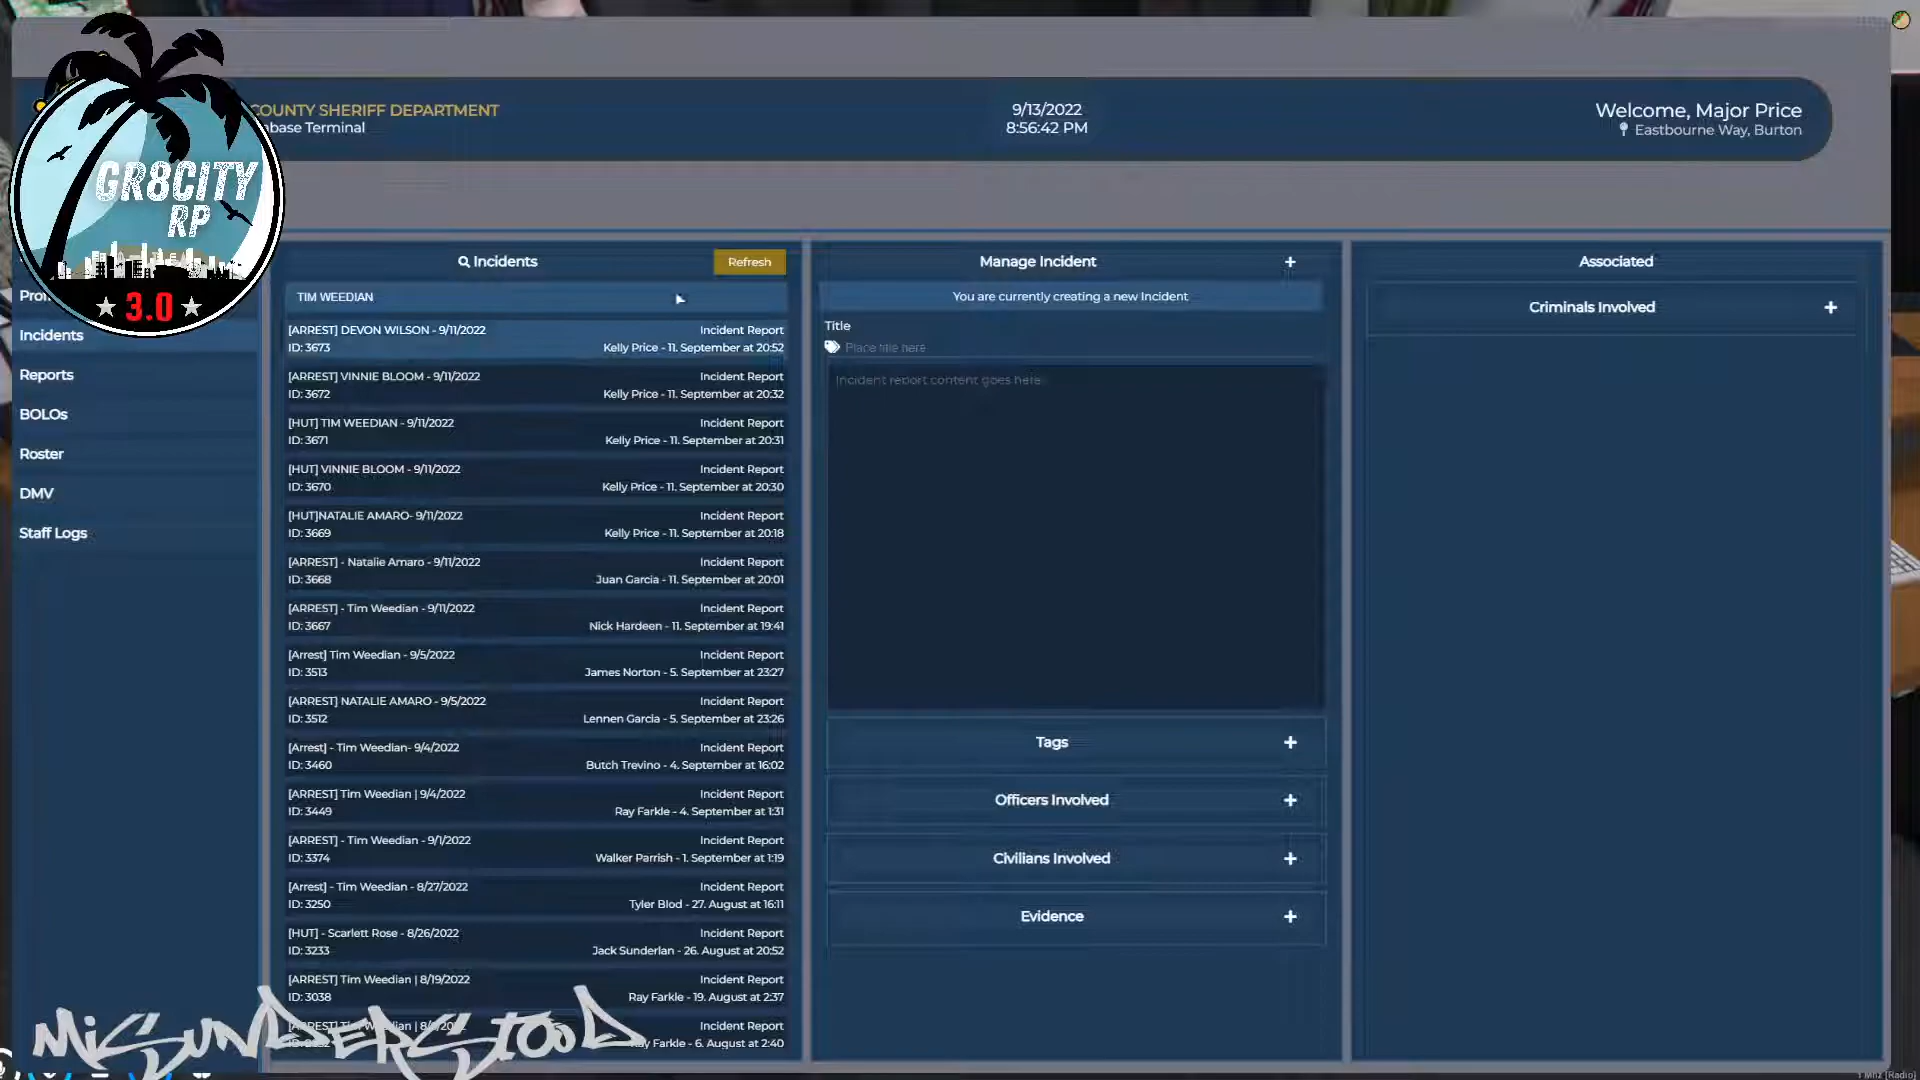 GR8CITY
RP
3.0
COUNTY SHERIFF DEPARTMENT
abase Terminal
9/13/2022
8:56:42 PM
Welcome, Major Price
Eastbourne Way, Burton
Incidents
Reports
BOLOs
Roster
DMV
Staff Logs
Incidents
Refresh
TIM WEEDIAN
[ARREST] DEVON WILSON - 9/11/2022 Incident Report
ID: 3673 Kelly Price - 11. September at 20:52
[ARREST] VINNIE BLOOM - 9/11/2022 Incident Report
ID: 3672 Kelly Price - 11. September at 20:32
[HUT] TIM WEEDIAN - 9/11/2022 Incident Report
ID: 3671 Kelly Price - 11. September at 20:31
[HUT] VINNIE BLOOM - 9/11/2022 Incident Report
ID: 3670 Kelly Price - 11. September at 20:30
[HUT]NATALIE AMARO- 9/11/2022 Incident Report
ID: 3669 Kelly Price - 11. September at 20:18
[ARREST] - Natalie Amaro - 9/11/2022 Incident Report
ID: 3668 Juan Garcia - 11. September at 20:01
[ARREST] - Tim Weedian - 9/11/2022 Incident Report
ID: 3667 Nick Hardeen - 11. September at 19:41
[Arrest] Tim Weedian - 9/5/2022 Incident Report
ID: 3513 James Norton - 5. September at 23:27
[ARREST] NATALIE AMARO - 9/5/2022 Incident Report
ID: 3512 Lennen Garcia - 5. September at 23:26
[Arrest] - Tim Weedian- 9/4/2022 Incident Report
ID: 3460 Butch Trevino - 4. September at 16:02
[ARREST] Tim Weedian | 9/4/2022 Incident Report
ID: 3449 Ray Farkle - 4. September at 1:31
[ARREST] - Tim Weedian - 9/1/2022 Incident Report
ID: 3374 Walker Parrish - 1. September at 1:19
[Arrest] - Tim Weedian - 8/27/2022 Incident Report
ID: 3250 Tyler Blod - 27. August at 16:11
[HUT] - Scarlett Rose - 8/26/2022 Incident Report
ID: 3233 Jack Sunderlan - 26. August at 20:52
[ARREST] Tim Weedian | 8/19/2022 Incident Report
ID: 3038 Ray Farkle - 19. August at 2:37
Incident Report
Farkle - 6. August at 2:40
Manage Incident +
You are currently creating a new Incident
Title
Place title here
Incident report content goes here
Tags +
Officers Involved +
Civilians Involved +
Evidence +
Associated
Criminals Involved +
MISUNDERSTOOD